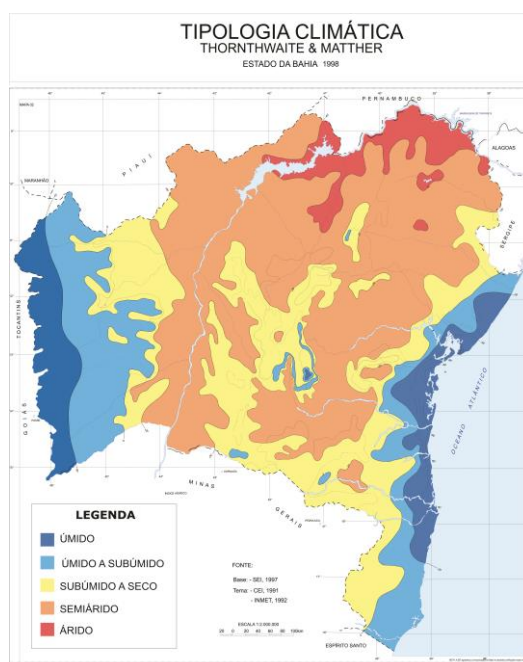 TIPOLOGIA CLIMÁTICA
THORNTHWAITE & MATTHER
ESTADO DA BAHIA 1998
PERNAMBUCO
ALAGOAS
PIAUÍ
MARANHÃO
SERGIPE
TOCANTINS
GOIÁS
OCEANO ATLÂNTICO
MINAS
GERAIS
LEGENDA
ÚMIDO
ÚMIDO A SUBÚMIDO
SUBÚMIDO A SECO
SEMIÁRIDO
ÁRIDO
FONTE:
Base: - SEI, 1997
Tema: - CEI, 1991
- INMET, 1992
ESPÍRITO SANTO